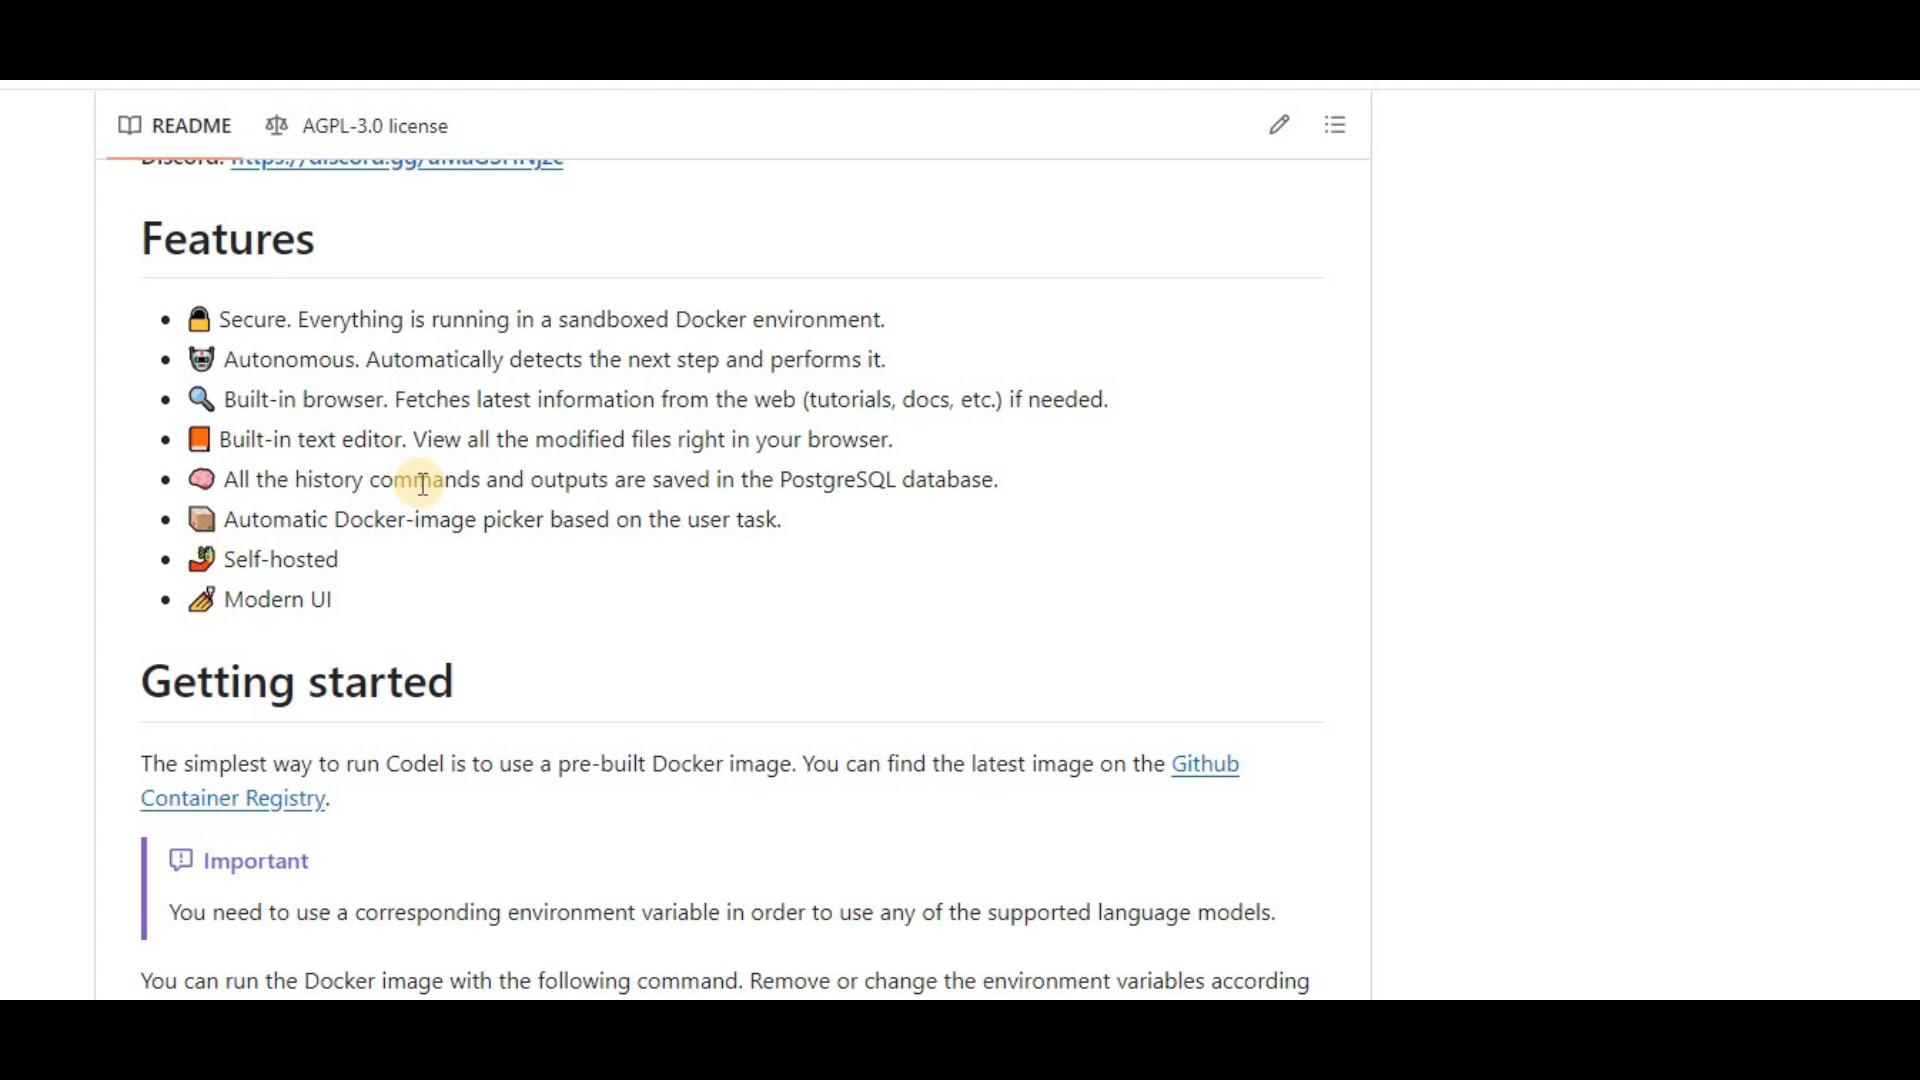 README AGPL-3.0 license
Discord:
Features
Secure. Everything is running in a sandboxed Docker environment.
Autonomous. Automatically detects the next step and performs it.
Built-in browser. Fetches latest information from the web (tutorials, docs, etc.) if needed.
Built-in text editor. View all the modified files right in your browser.
All the history commands and outputs are saved in the PostgreSQL database.
Automatic Docker-image picker based on the user task.
Self-hosted
Modern UI
Getting started
The simplest way to run Codel is to use a pre-built Docker image. You can find the latest image on the Github
Container Registry.
Important
You need to use a corresponding environment variable in order to use any of the supported language models.
You can run the Docker image with the following command. Remove or change the environment variables according